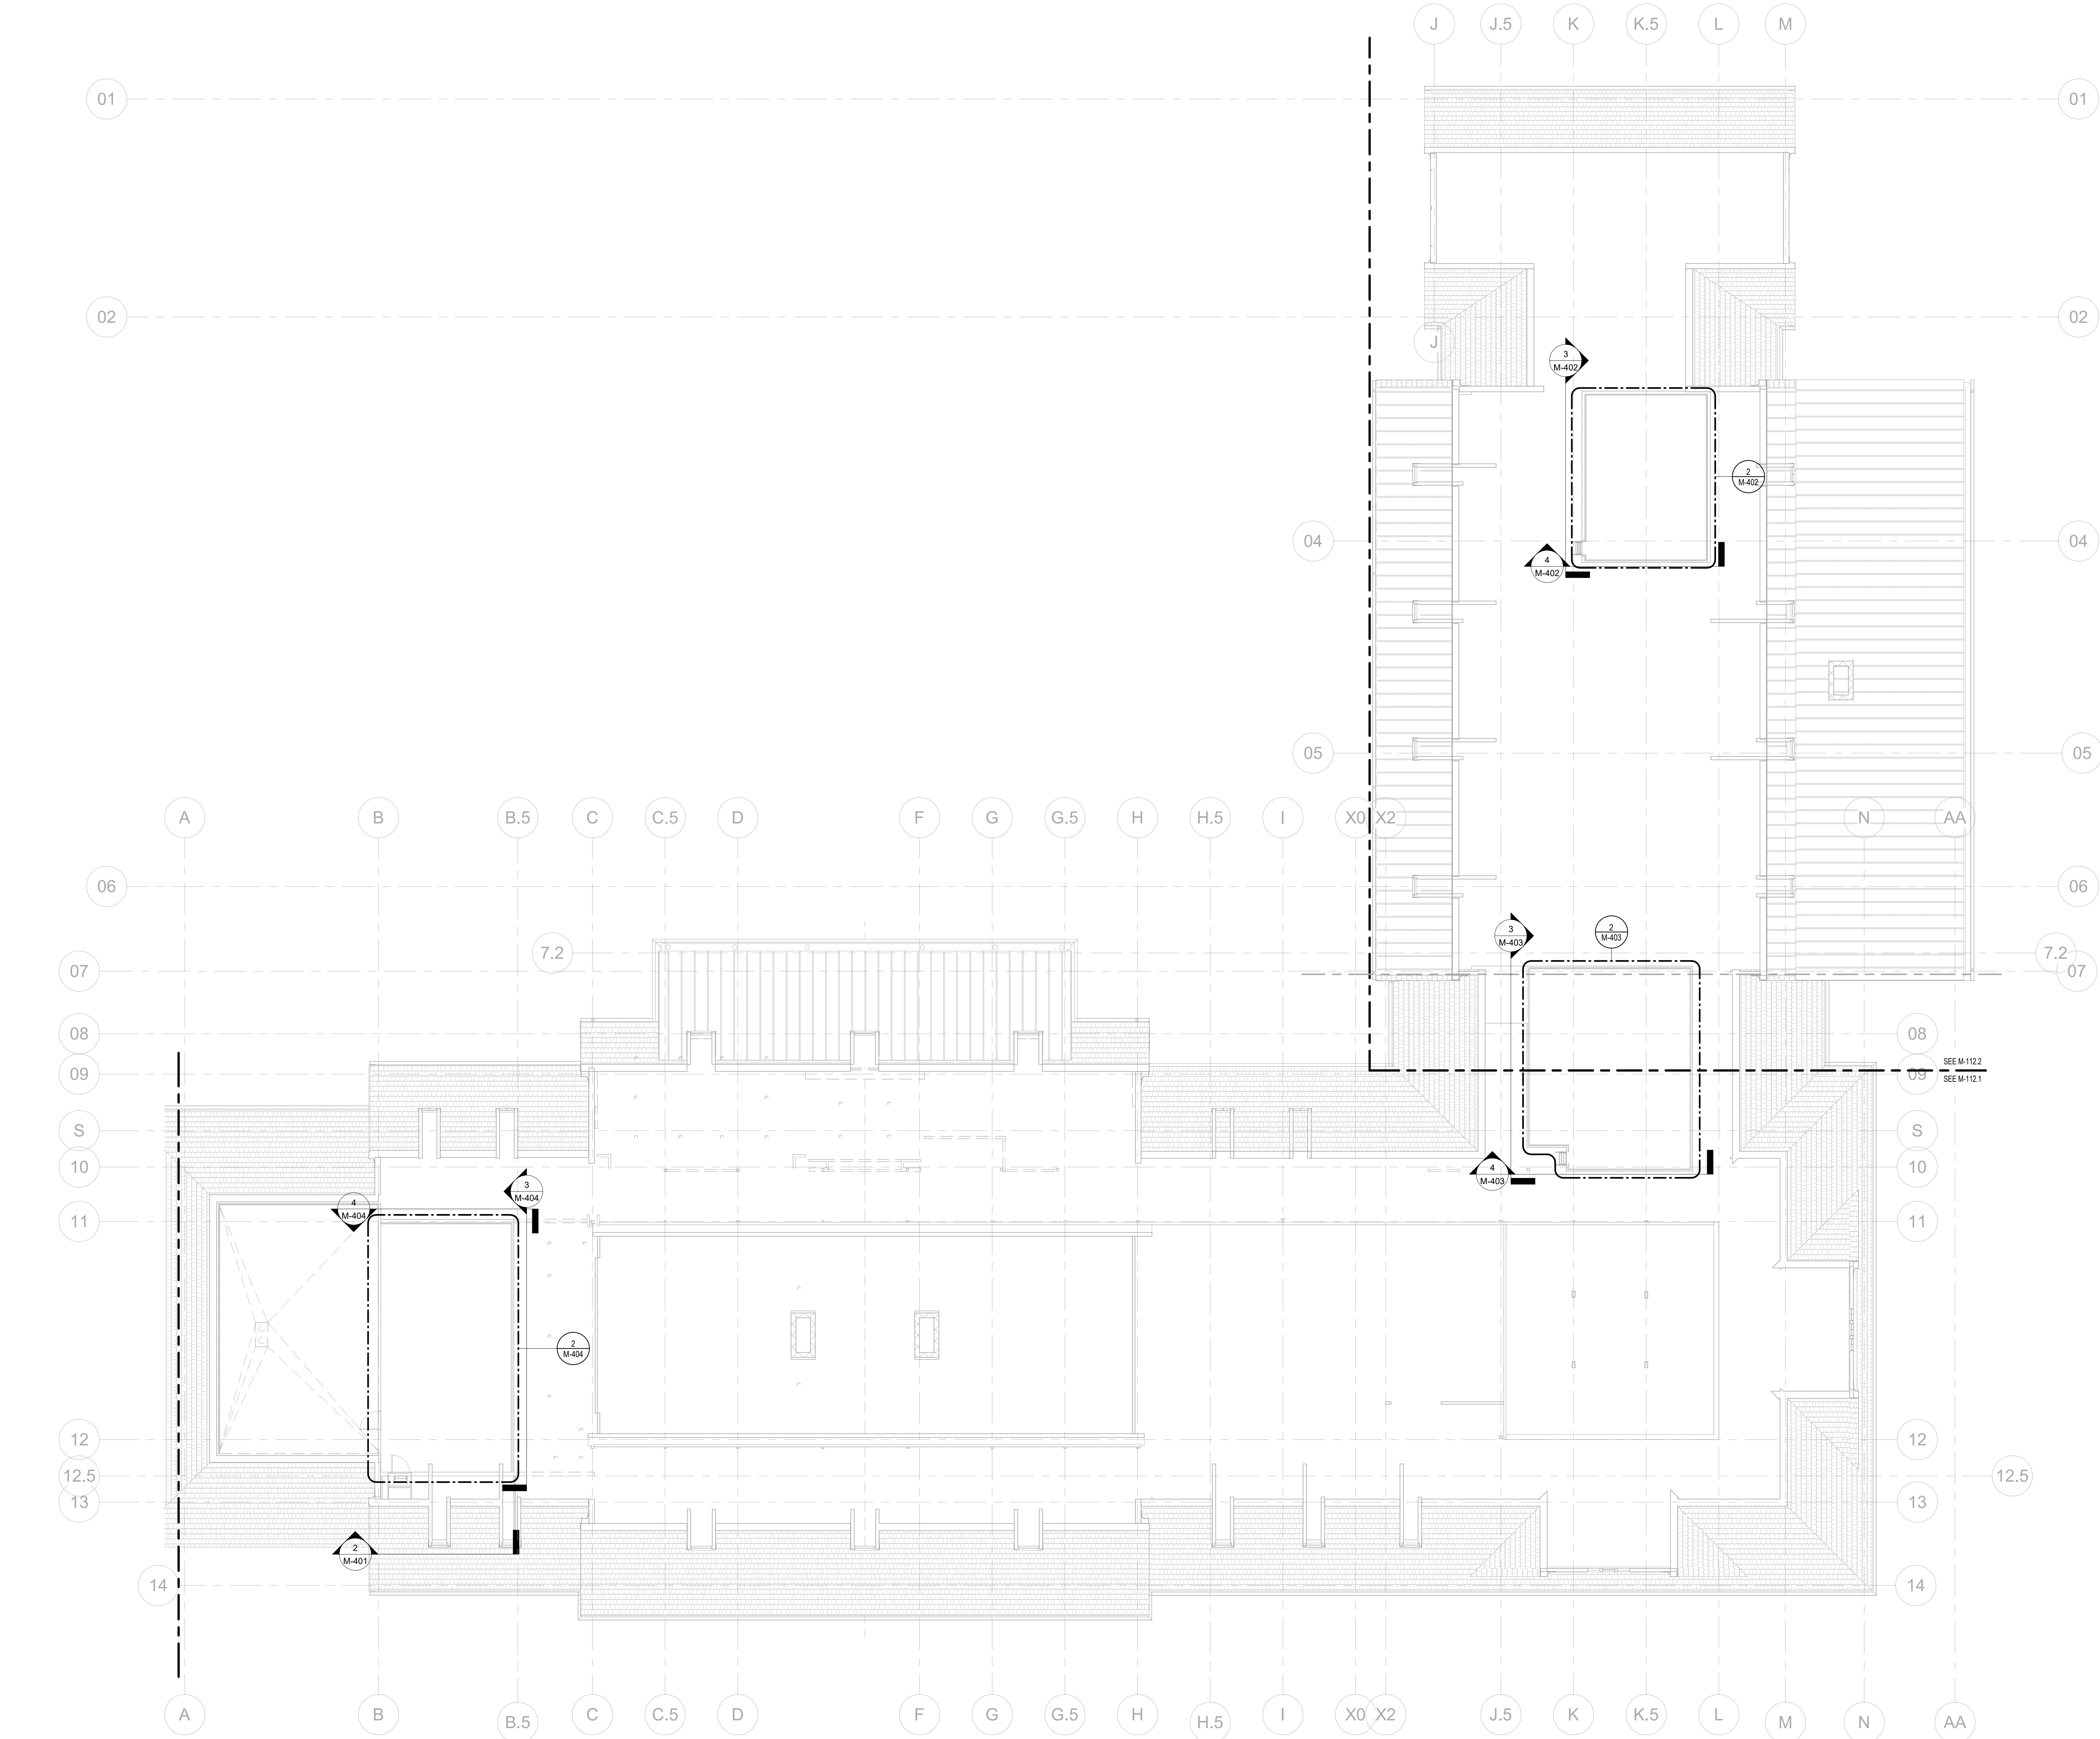 J J.5 K K.5 L M
01 01
02 02
J
3
M-402
2
M-402
04 04
4
M-402
05 05
A B B.5 C C.5 D F G G.5 H H.5 I X0 X2 N AA
06 06
3
M-403
2
M-403
7.2 7.2
07 07
08 08
SEE M-112.2
09 09
SEE M-112.1
S S
10 10
4
M-403
3
M-404
4
M-404
11 11
2
M-404
12 12
12.5 12.5
13 13
2
M-401
14 14
A B B.5 C C.5 D F G G.5 H H.5 I X0 X2 J.5 K K.5 L M N AA